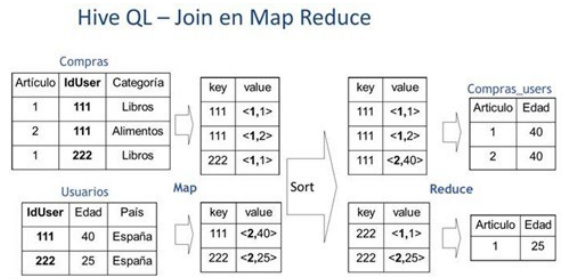 Hive QL – Join en Map Reduce
Compras
Artículo IdUser Categoría
1 111 Libros
2 111 Alimentos
1 222 Libros
key value
111 <1,1>
111 <1,2>
222 <1,1>
Usuarios
IdUser Edad País
111 40 España
222 25 España
Map
key value
111 <2,40>
222 <2,25>
Sort
key value
111 <1,1>
111 <1,2>
111 <2,40>
Reduce
key value
222 <1,1>
222 <2,25>
Compras_users
Articulo Edad
1 40
2 40
Articulo Edad
1 25